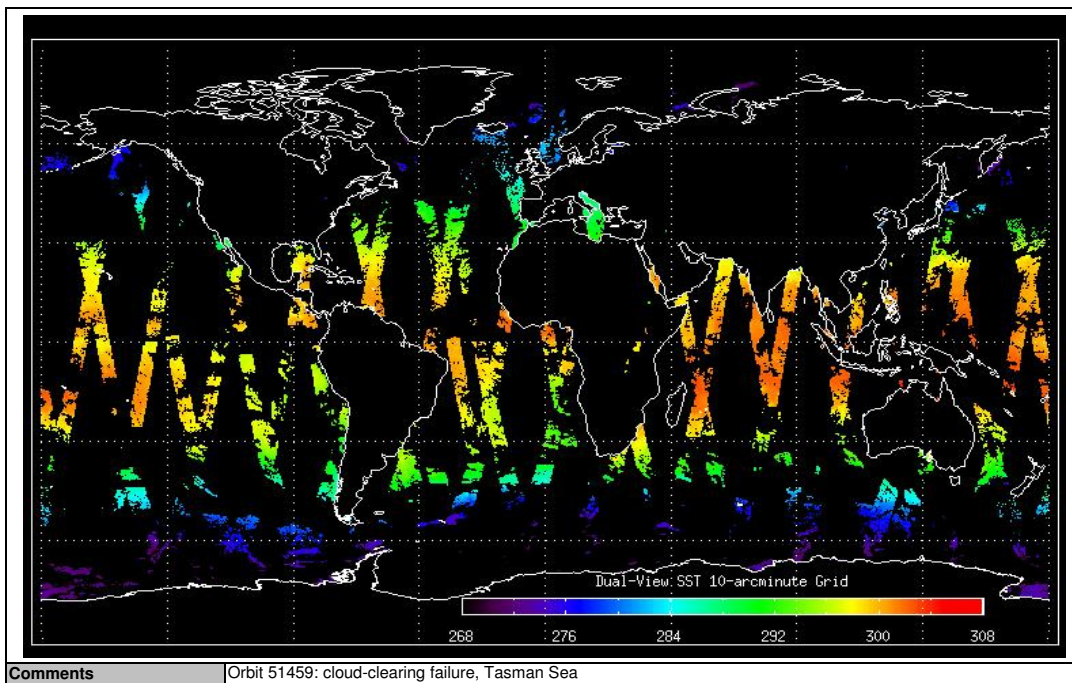 Dual-View SST 10-arcminute Grid
268 276 284 292 300 308
Comments Orbit 51459: cloud-clearing failure, Tasman Sea